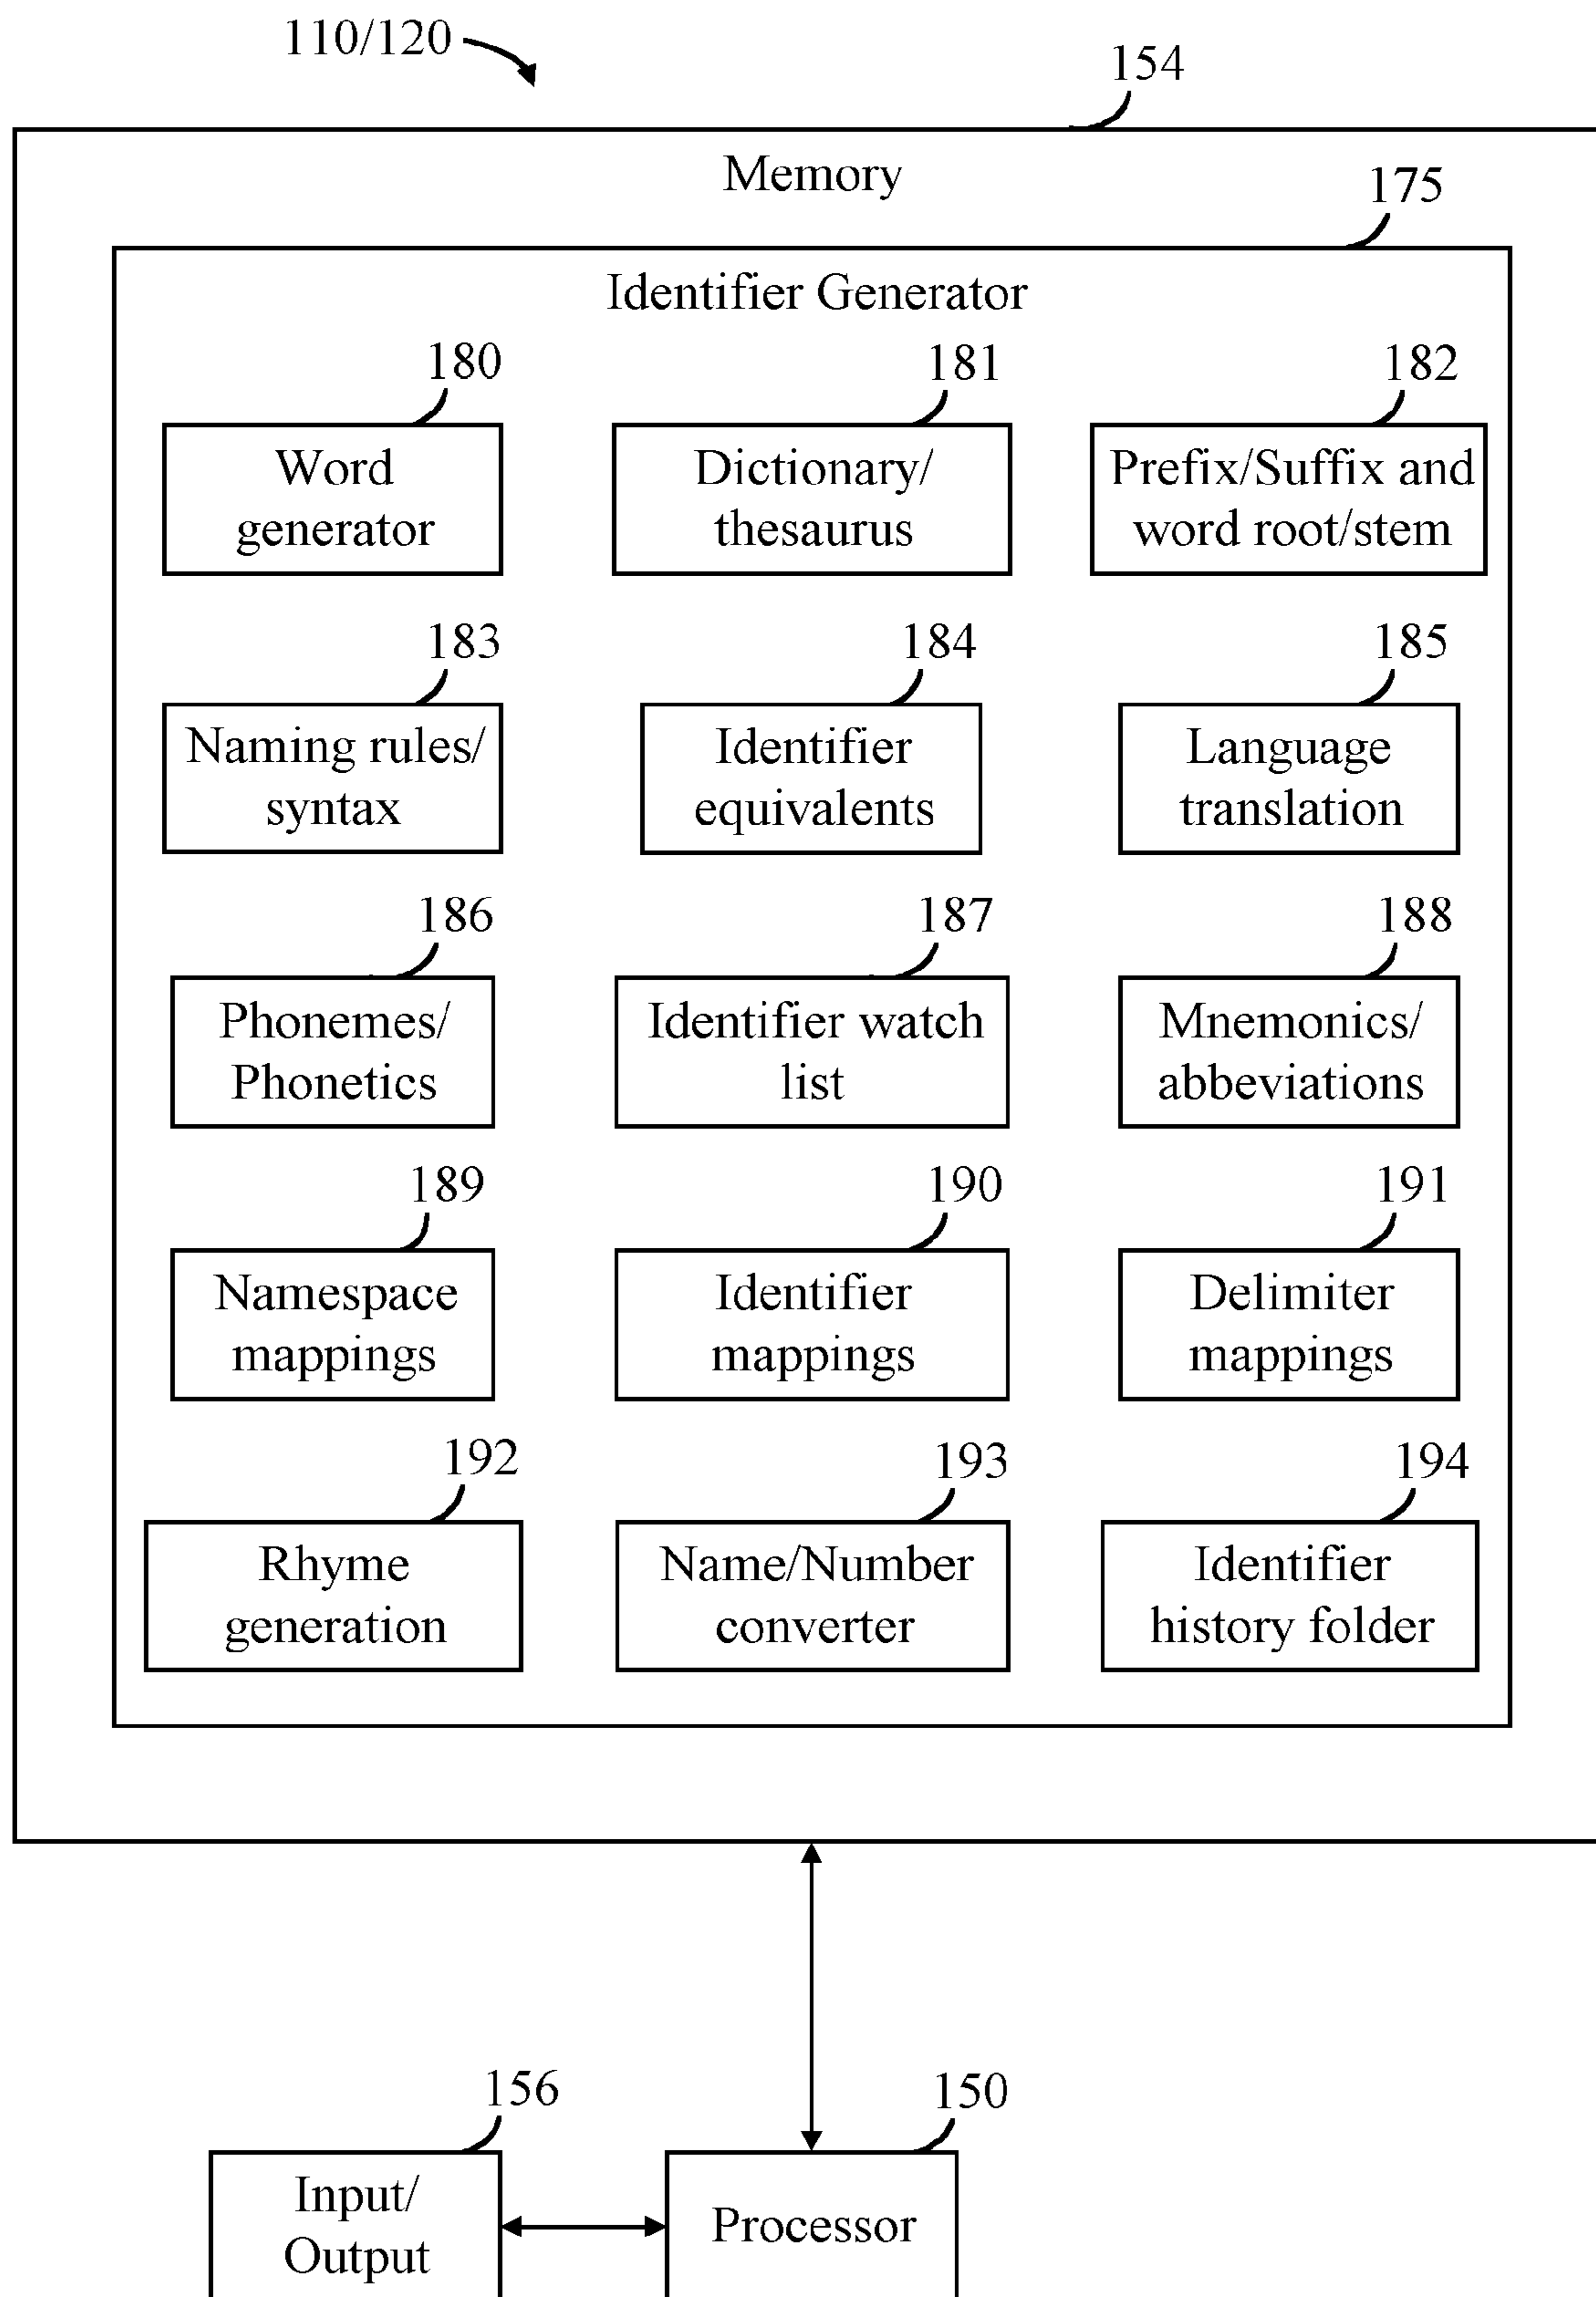 110/120
154
Memory
175
Identifier Generator
180
181
182
Word
generator
Dictionary/
thesaurus
Prefix/Suffix and
word root/stem
183
184
185
Naming rules/
syntax
Identifier
equivalents
Language
translation
186
187
188
Phonemes/
Phonetics
Identifier watch
list
Mnemonics/
abbeviations
189
190
191
Namespace
mappings
Identifier
mappings
Delimiter
mappings
192
193
194
Rhyme
generation
Name/Number
converter
Identifier
history folder
156
150
Input/
Output
Processor